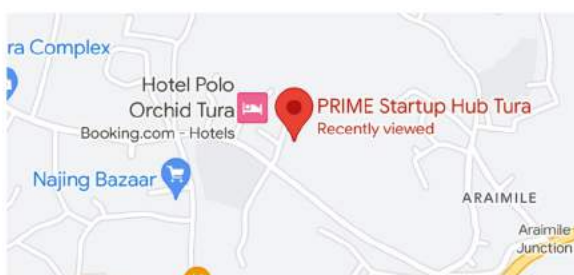 ra Complex
Hotel Polo
Orchid Tura
Booking.com - Hotels
PRIME Startup Hub Tura
Recently viewed
Najing Bazaar
ARAIMILE
Araimile
Junction